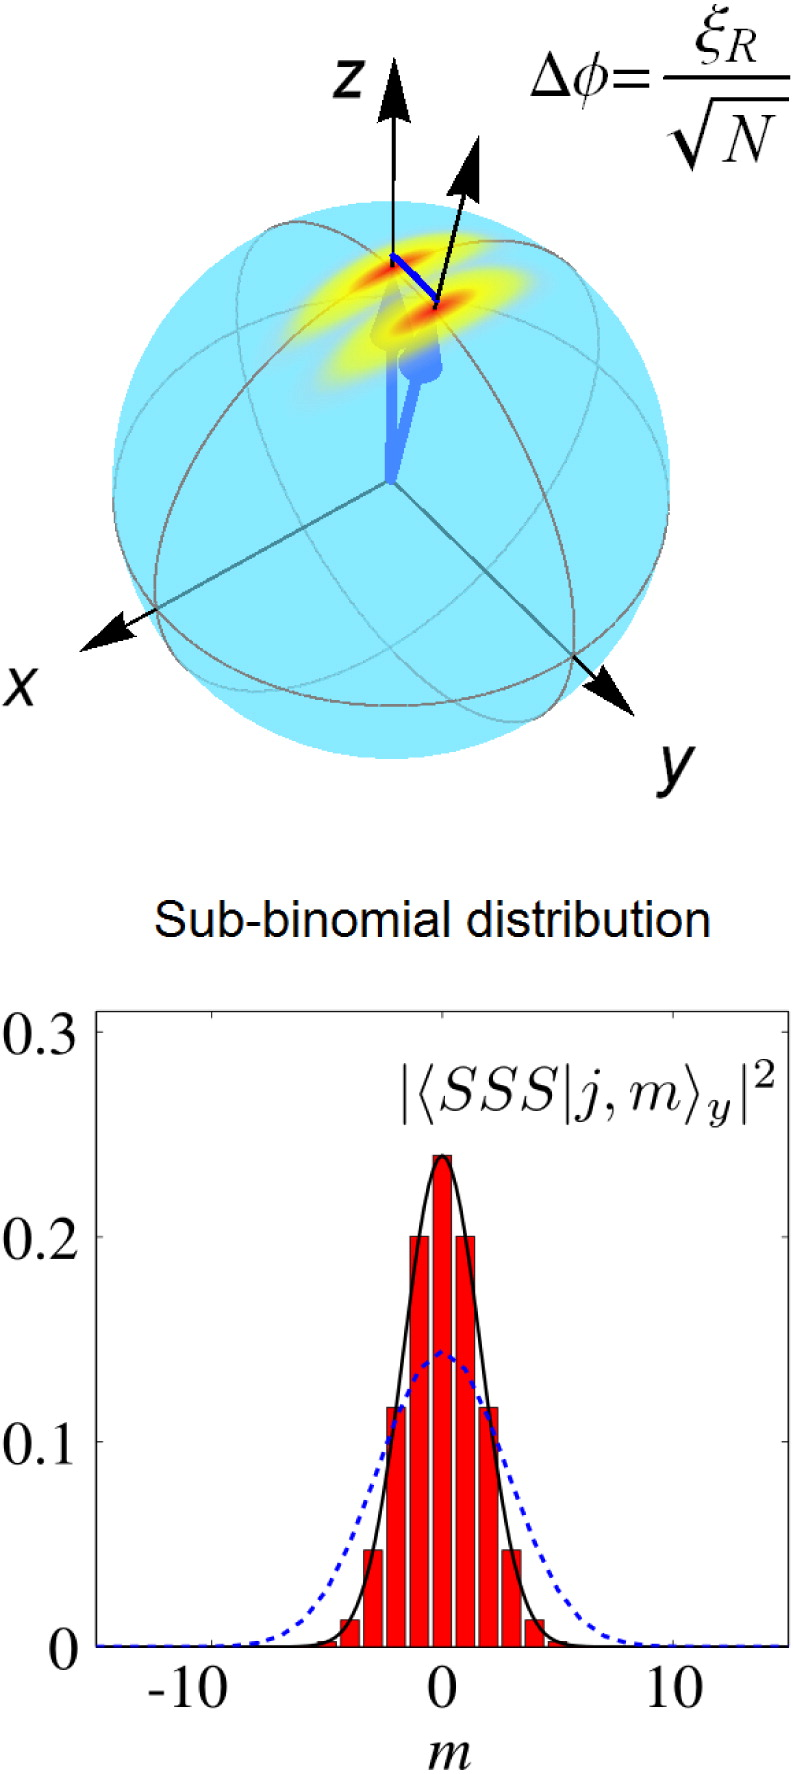 z
Δϕ=ξ_R/√N
x
y
Sub-binomial distribution
|⟨SSS|j, m⟩_y|²
0.3
0.2
0.1
0
-10 0 10
m